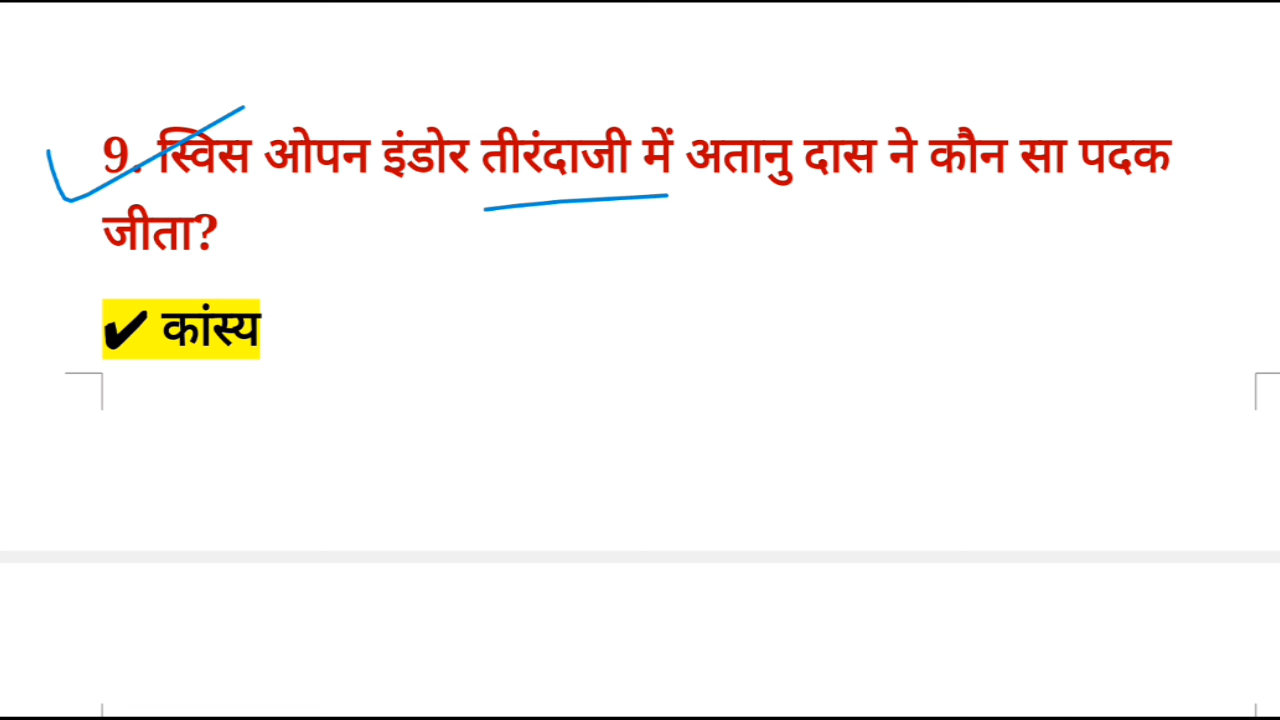 9. स्विस ओपन इंडोर तीरंदाजी में अतानु दास ने कौन सा पदक
जीता?
✔ कांस्य